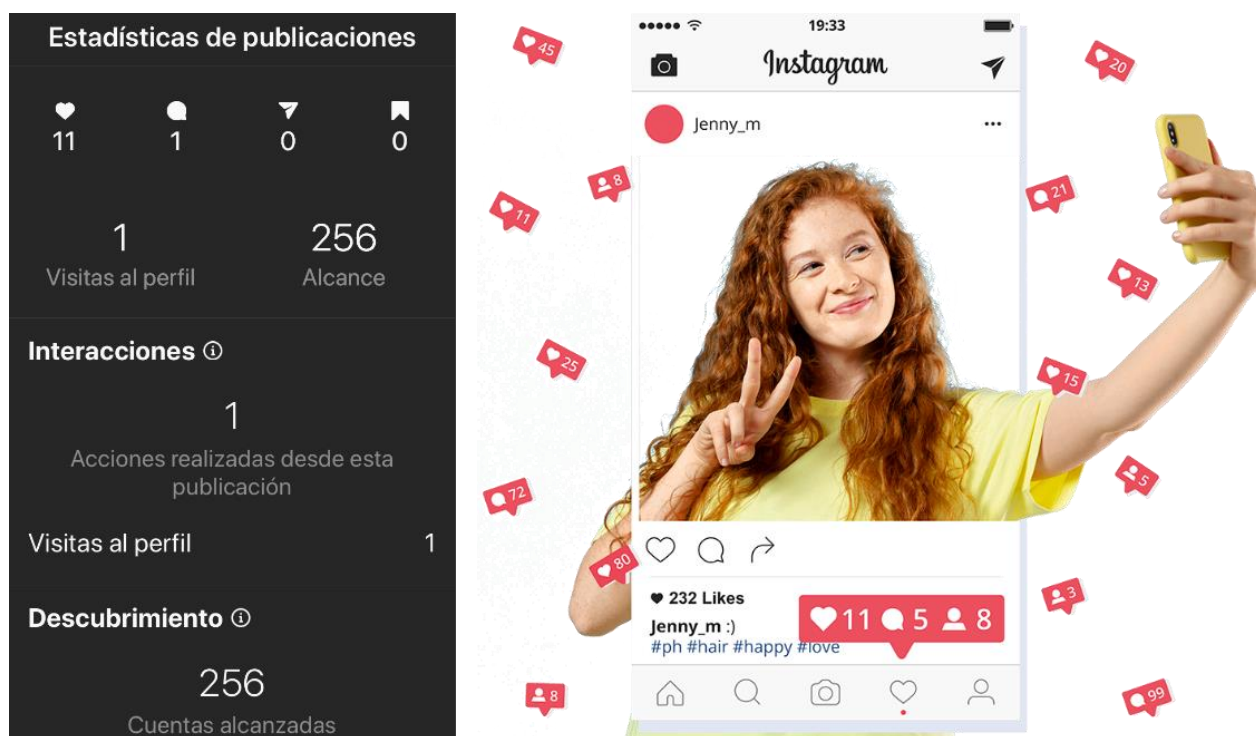 Estadísticas de publicaciones
11 1 0 0
1 256
Visitas al perfil Alcance
Interacciones
1
Acciones realizadas desde esta
publicación
Visitas al perfil 1
Descubrimiento
256
Cuentas alcanzadas
19:33
Instagram
Jenny_m
232 Likes
Jenny_m :)
#ph #hair #happy #love
11 5 8
45
8
11
25
72
80
8
20
21
13
15
5
3
99